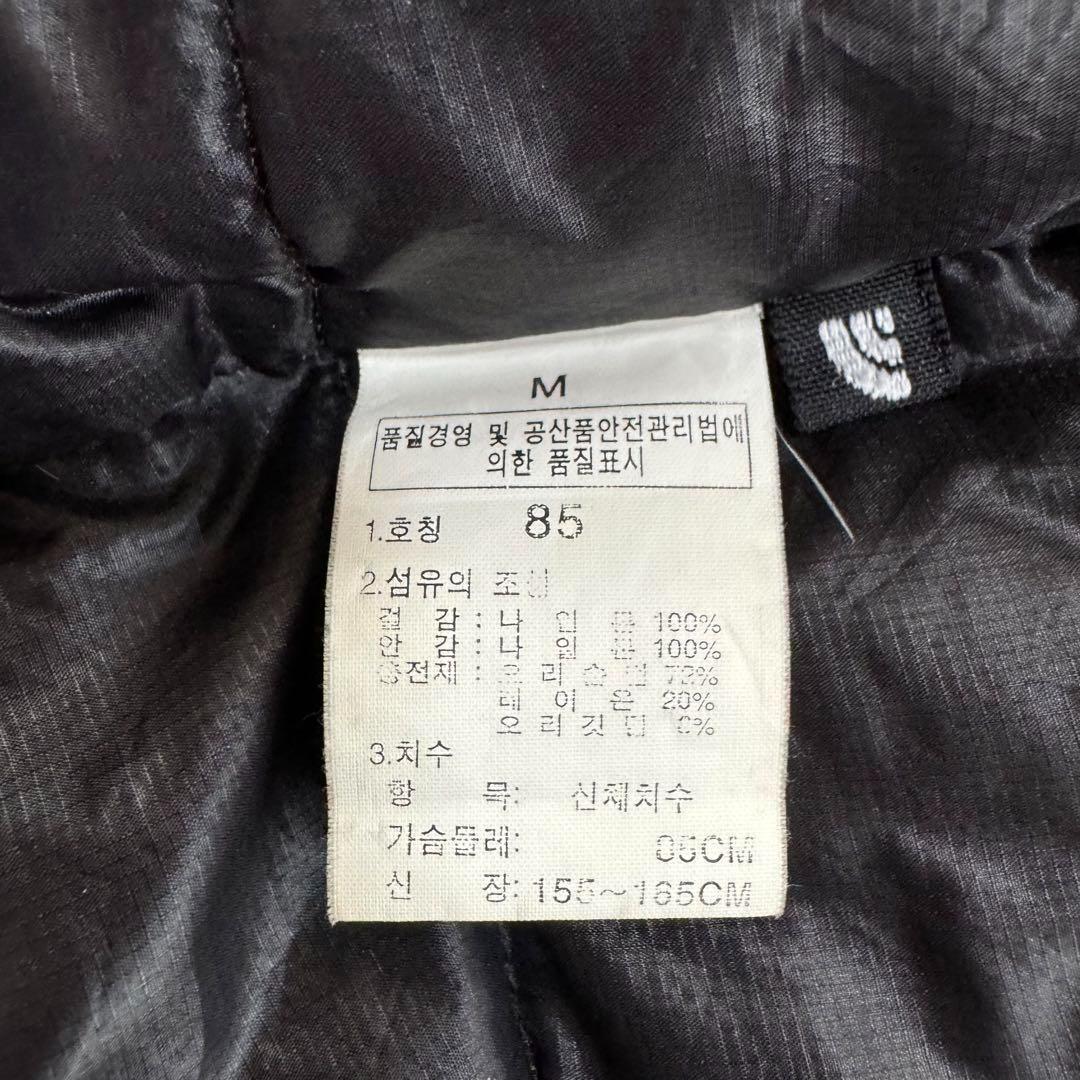 M
품질경영 및 공산품안전관리법에
의한 품질표시
1.호칭 85
2.섬유의 조성
겉 감 : 나 일 론 100%
안 감 : 나 일 론 100%
충전재 : 오 리 솜 털
레 이 온 20%
오 리 깃 털
3.치수
항 목: 신체치수
가슴둘레: 85CM
신 장: 155~165CM